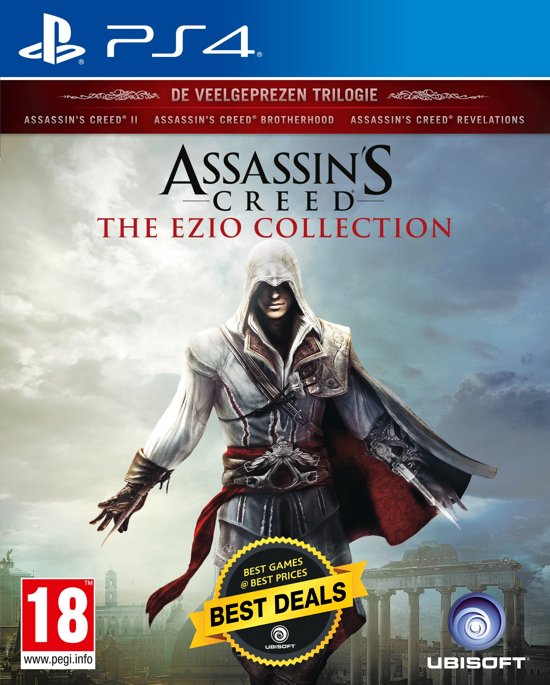 PS4
DE VEELGEPREZEN TRILOGIE
ASSASSIN'S CREED® II ASSASSIN'S CREED® BROTHERHOOD ASSASSIN'S CREED® REVELATIONS
ASSASSIN'S
CREED
THE EZIO COLLECTION
BEST GAMES
@ BEST PRICES
BEST DEALS
UBISOFT
18
www.pegi.info
UBISOFT